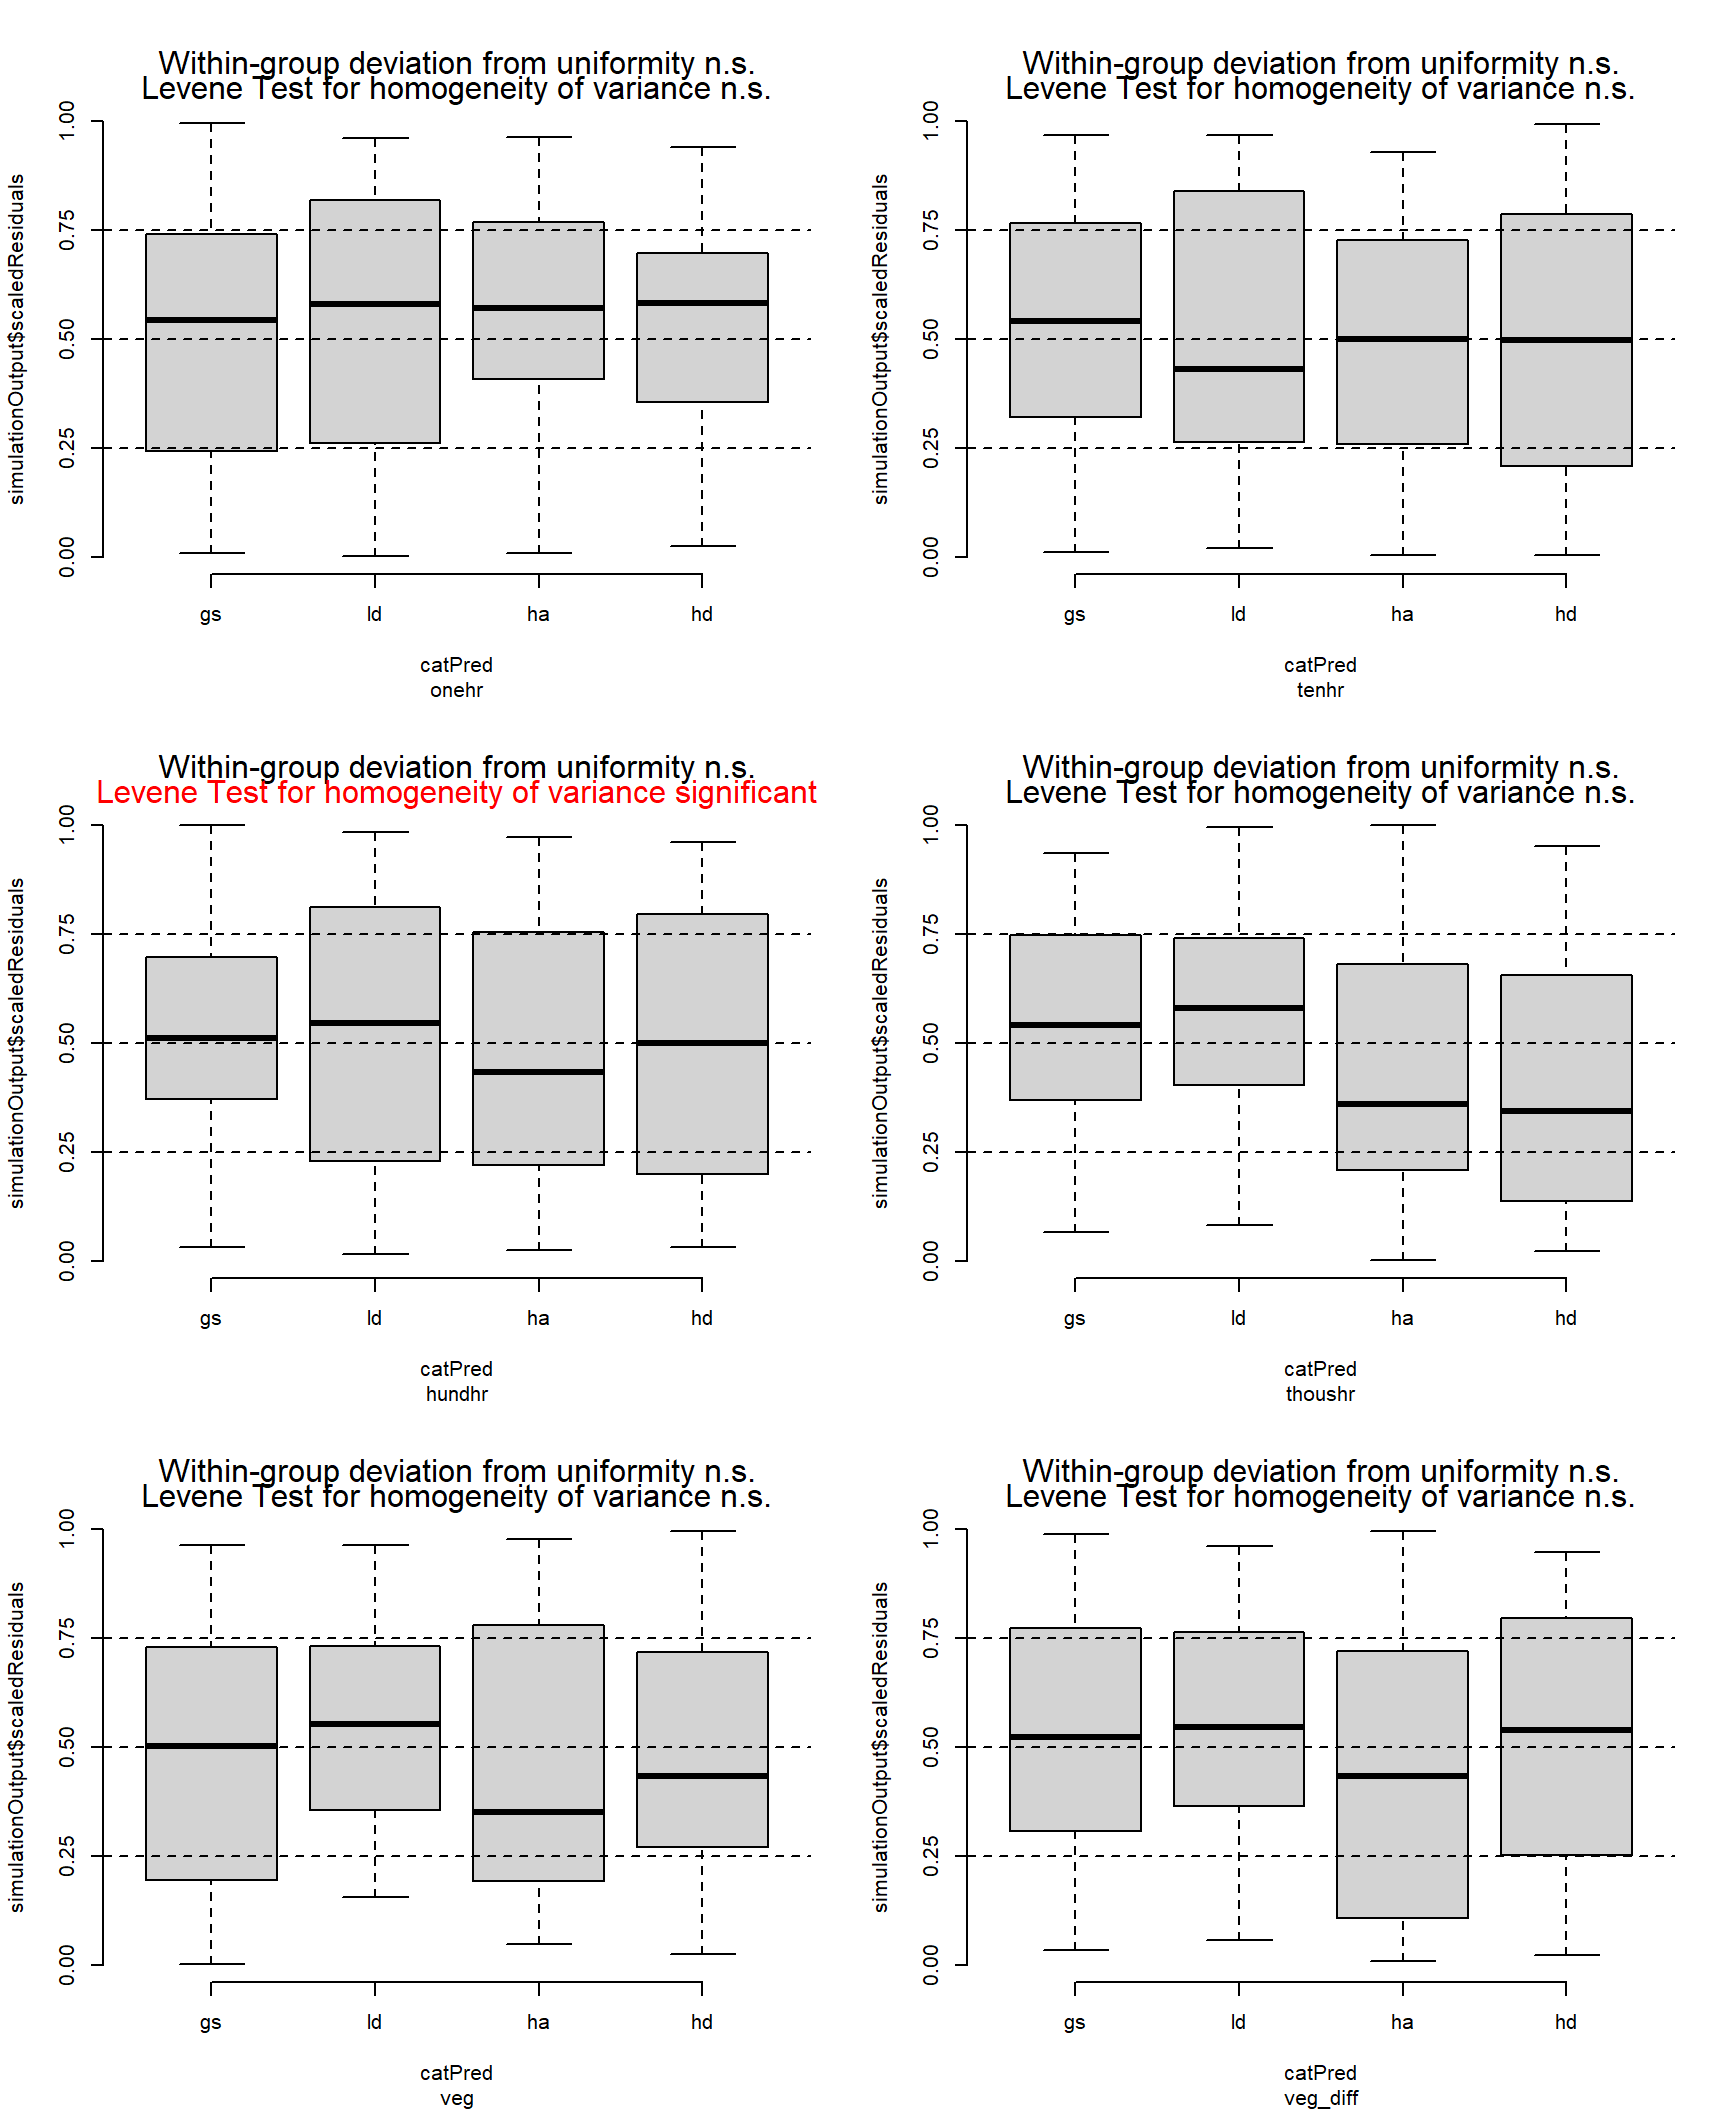 Within-group deviation from uniformity n.s.
Levene Test for homogeneity of variance n.s.
simulationOutput$scaledResiduals
1.00
0.75
0.50
0.25
0.00
gs ld ha hd
catPred
onehr
Within-group deviation from uniformity n.s.
Levene Test for homogeneity of variance n.s.
simulationOutput$scaledResiduals
1.00
0.75
0.50
0.25
0.00
gs ld ha hd
catPred
tenhr
Within-group deviation from uniformity n.s.
Levene Test for homogeneity of variance significant
simulationOutput$scaledResiduals
1.00
0.75
0.50
0.25
0.00
gs ld ha hd
catPred
hundhr
Within-group deviation from uniformity n.s.
Levene Test for homogeneity of variance n.s.
simulationOutput$scaledResiduals
1.00
0.75
0.50
0.25
0.00
gs ld ha hd
catPred
thoushr
Within-group deviation from uniformity n.s.
Levene Test for homogeneity of variance n.s.
simulationOutput$scaledResiduals
1.00
0.75
0.50
0.25
0.00
gs ld ha hd
catPred
veg
Within-group deviation from uniformity n.s.
Levene Test for homogeneity of variance n.s.
simulationOutput$scaledResiduals
1.00
0.75
0.50
0.25
0.00
gs ld ha hd
catPred
veg_diff